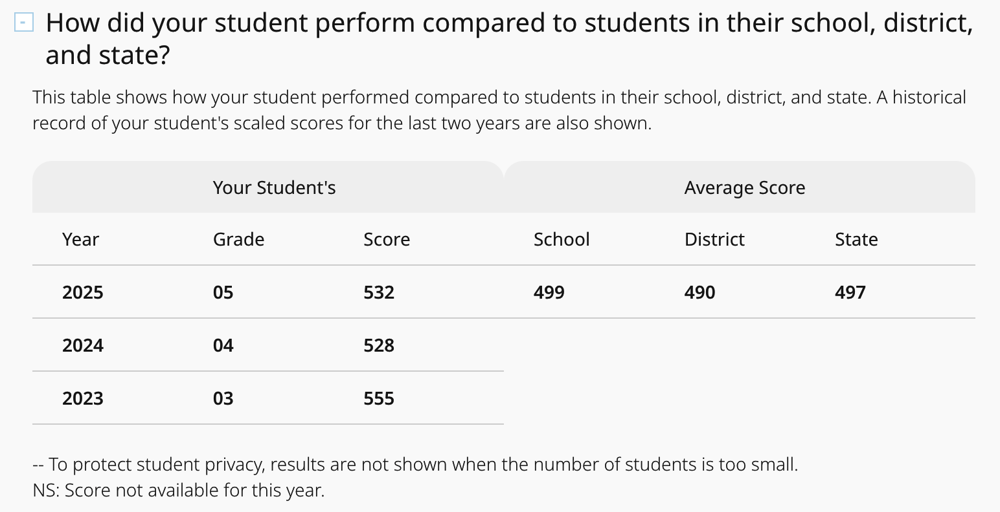 How did your student perform compared to students in their school, district,
and state?
This table shows how your student performed compared to students in their school, district, and state. A historical
record of your student's scaled scores for the last two years are also shown.
Your Student's Average Score
Year Grade Score School District State
2025 05 532 499 490 497
2024 04 528
2023 03 555
-- To protect student privacy, results are not shown when the number of students is too small.
NS: Score not available for this year.